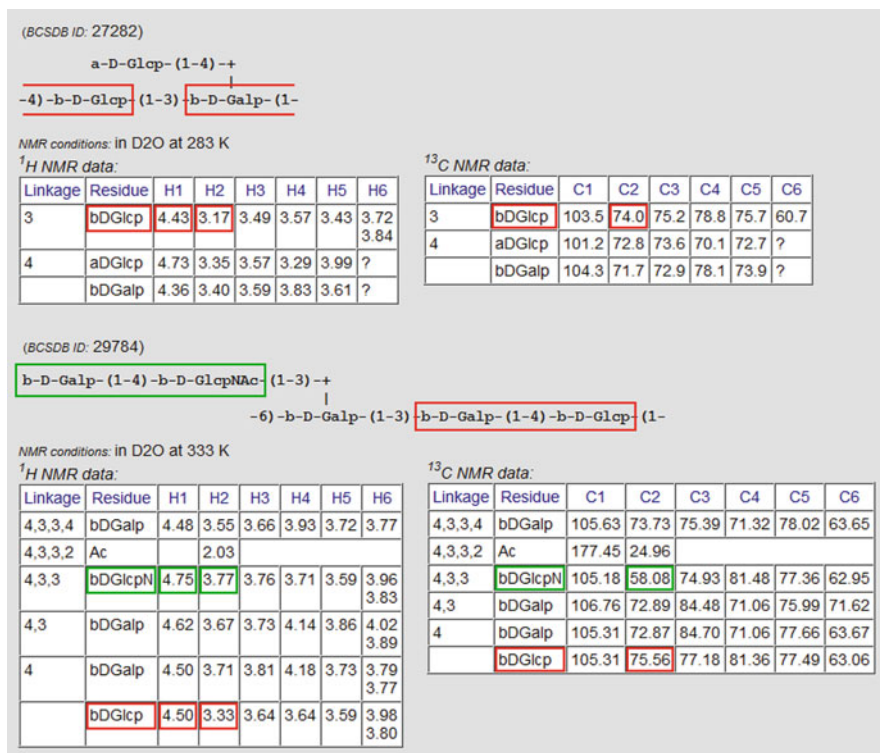 (BCSDB ID: 27282)
a-D-Glcp-(1-4)-+
|
-4)-b-D-Glcp-(1-3)-b-D-Galp-(1-
NMR conditions: in D2O at 283 K
1H NMR data:
Linkage Residue H1 H2 H3 H4 H5 H6
3 bDGlcp 4.43 3.17 3.49 3.57 3.43 3.72
3.84
4 aDGlcp 4.73 3.35 3.57 3.29 3.99 ?
bDGalp 4.36 3.40 3.59 3.83 3.61 ?
13C NMR data:
Linkage Residue C1 C2 C3 C4 C5 C6
3 bDGlcp 103.5 74.0 75.2 78.8 75.7 60.7
4 aDGlcp 101.2 72.8 73.6 70.1 72.7 ?
bDGalp 104.3 71.7 72.9 78.1 73.9 ?
(BCSDB ID: 29784)
b-D-Galp-(1-4)-b-D-GlcpNAc-(1-3)-+
|
-6)-b-D-Galp-(1-3)-b-D-Galp-(1-4)-b-D-Glcp-(1-
NMR conditions: in D2O at 333 K
1H NMR data:
Linkage Residue H1 H2 H3 H4 H5 H6
4,3,3,4 bDGalp 4.48 3.55 3.66 3.93 3.72 3.77
4,3,3,2 Ac 2.03
4,3,3 bDGlcpN 4.75 3.77 3.76 3.71 3.59 3.96
3.83
4,3 bDGalp 4.62 3.67 3.73 4.14 3.86 4.02
3.89
4 bDGalp 4.50 3.71 3.81 4.18 3.73 3.79
3.77
bDGlcp 4.50 3.33 3.64 3.64 3.59 3.98
3.80
13C NMR data:
Linkage Residue C1 C2 C3 C4 C5 C6
4,3,3,4 bDGalp 105.63 73.73 75.39 71.32 78.02 63.65
4,3,3,2 Ac 177.45 24.96
4,3,3 bDGlcpN 105.18 58.08 74.93 81.48 77.36 62.95
4,3 bDGalp 106.76 72.89 84.48 71.06 75.99 71.62
4 bDGalp 105.31 72.87 84.70 71.06 77.66 63.67
bDGlcp 105.31 75.56 77.18 81.36 77.49 63.06